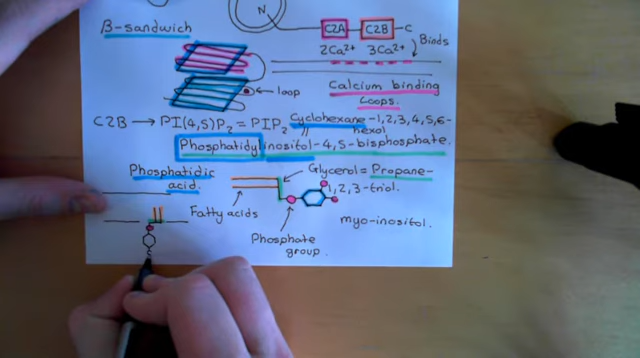 N
β-sandwich
C2A C2B -C
2Ca²⁺ 3Ca²⁺ Binds
← loop
Calcium binding
Loops.
C2B → PI(4,5)P₂ = PIP₂ Cyclohexane-1,2,3,4,5,6-
hexol
Phosphatidyl inositol-4,5-bisphosphate.
Phosphatidic
acid.
Glycerol = Propane-
1,2,3-triol.
Fatty acids
myo-inositol.
Phosphate
group.